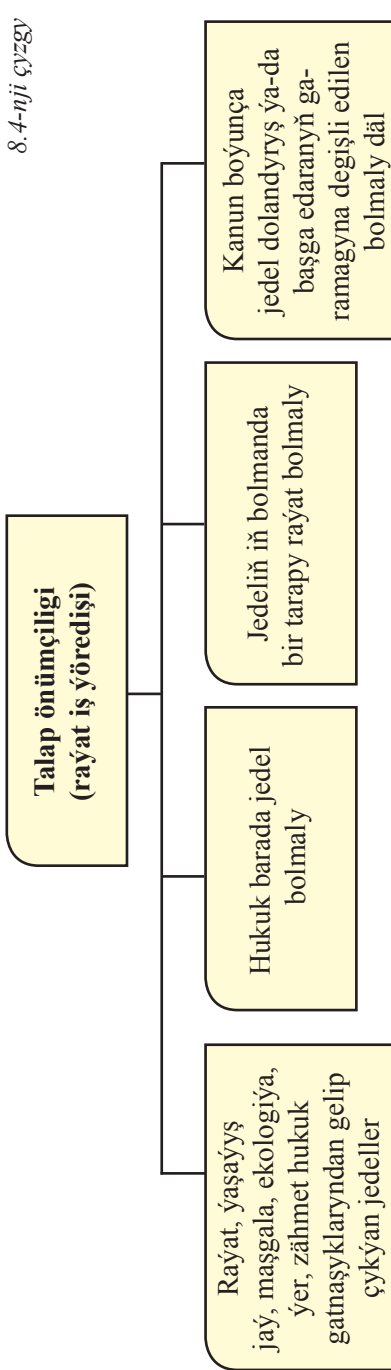 8.4-nji çyzgy
Talap önümçiligi
(raýat iş ýöredişi)
Raýat, ýaşaýyş
jaý, maşgala, ekologiýa,
ýer, zähmet hukuk
gatnaşyklaryndan gelip
çykýan jedeller
Hukuk barada jedel
bolmaly
Jedeliň iň bolmanda
bir tarapy raýat bolmaly
Kanun boýunça
jedel dolandyryş ýa-da
başga edaranyň ga-
ramagyna degişli edilen
bolmaly däl